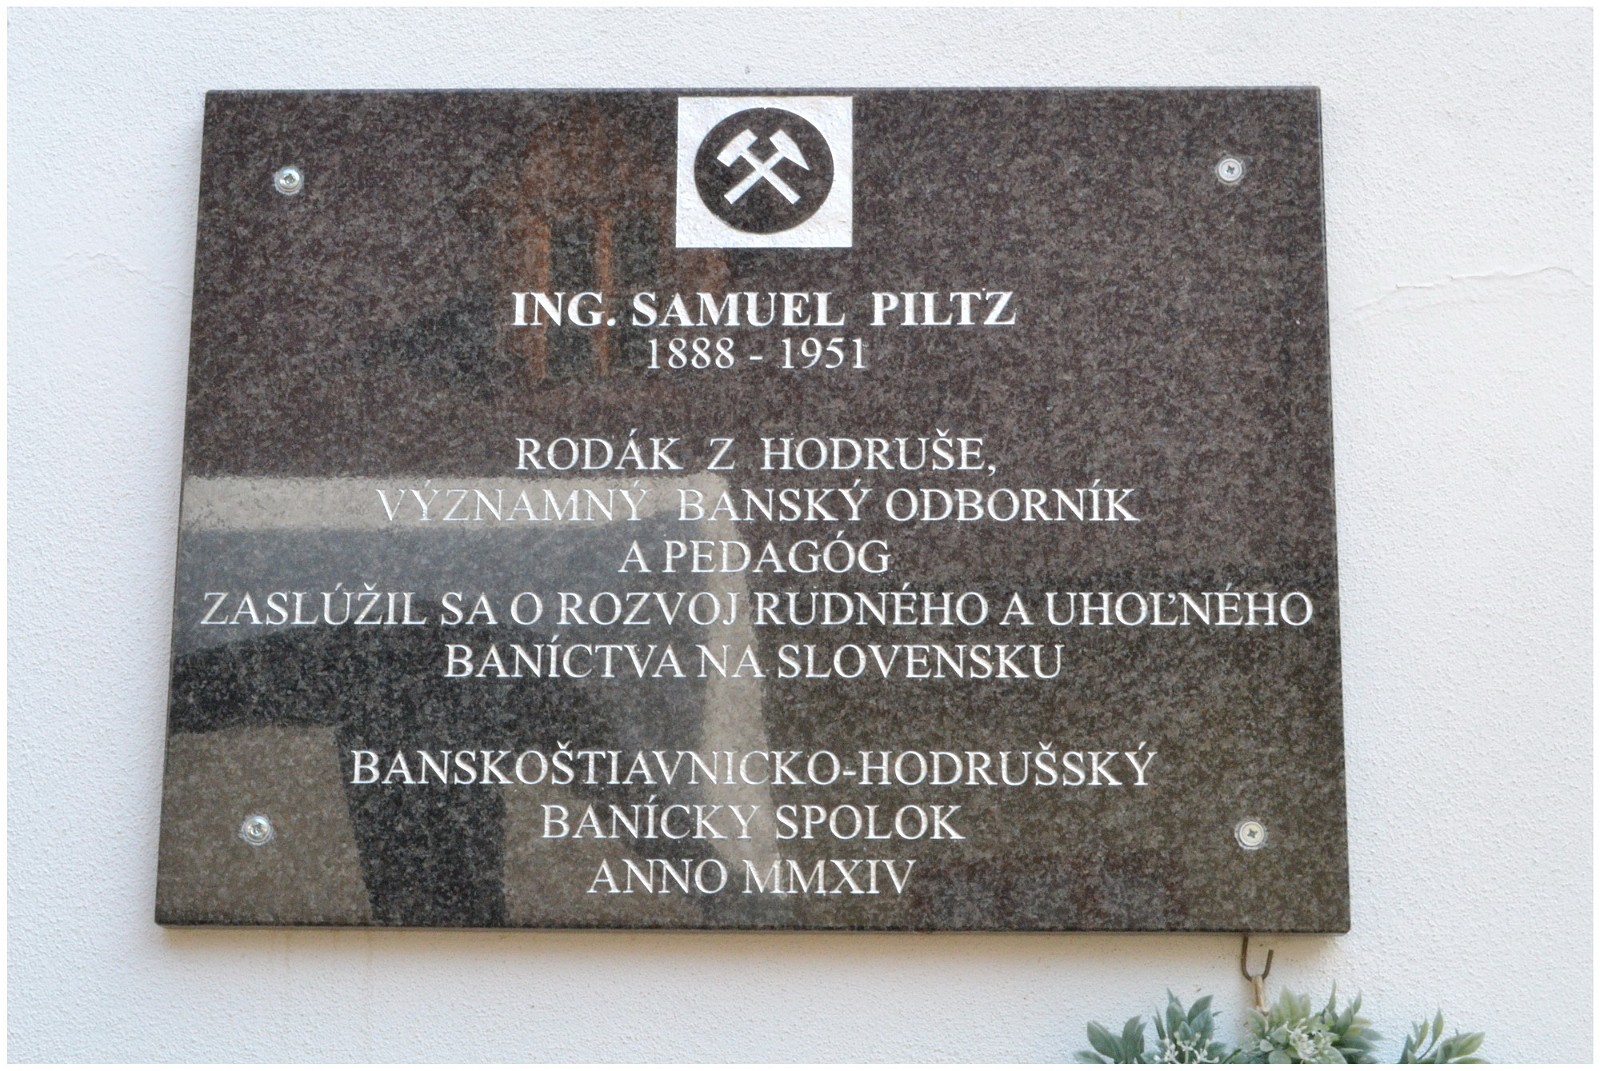 ING. SAMUEL PILTZ
1888 - 1951
RODÁK Z HODRUŠE,
VÝZNAMNÝ BANSKÝ ODBORNÍK
A PEDAGÓG
ZASLÚŽIL SA O ROZVOJ RUDNÉHO A UHOĽNÉHO
BANÍCTVA NA SLOVENSKU
BANSKOŠTIAVNICKO-HODRUŠSKÝ
BANÍCKY SPOLOK
ANNO MMXIV